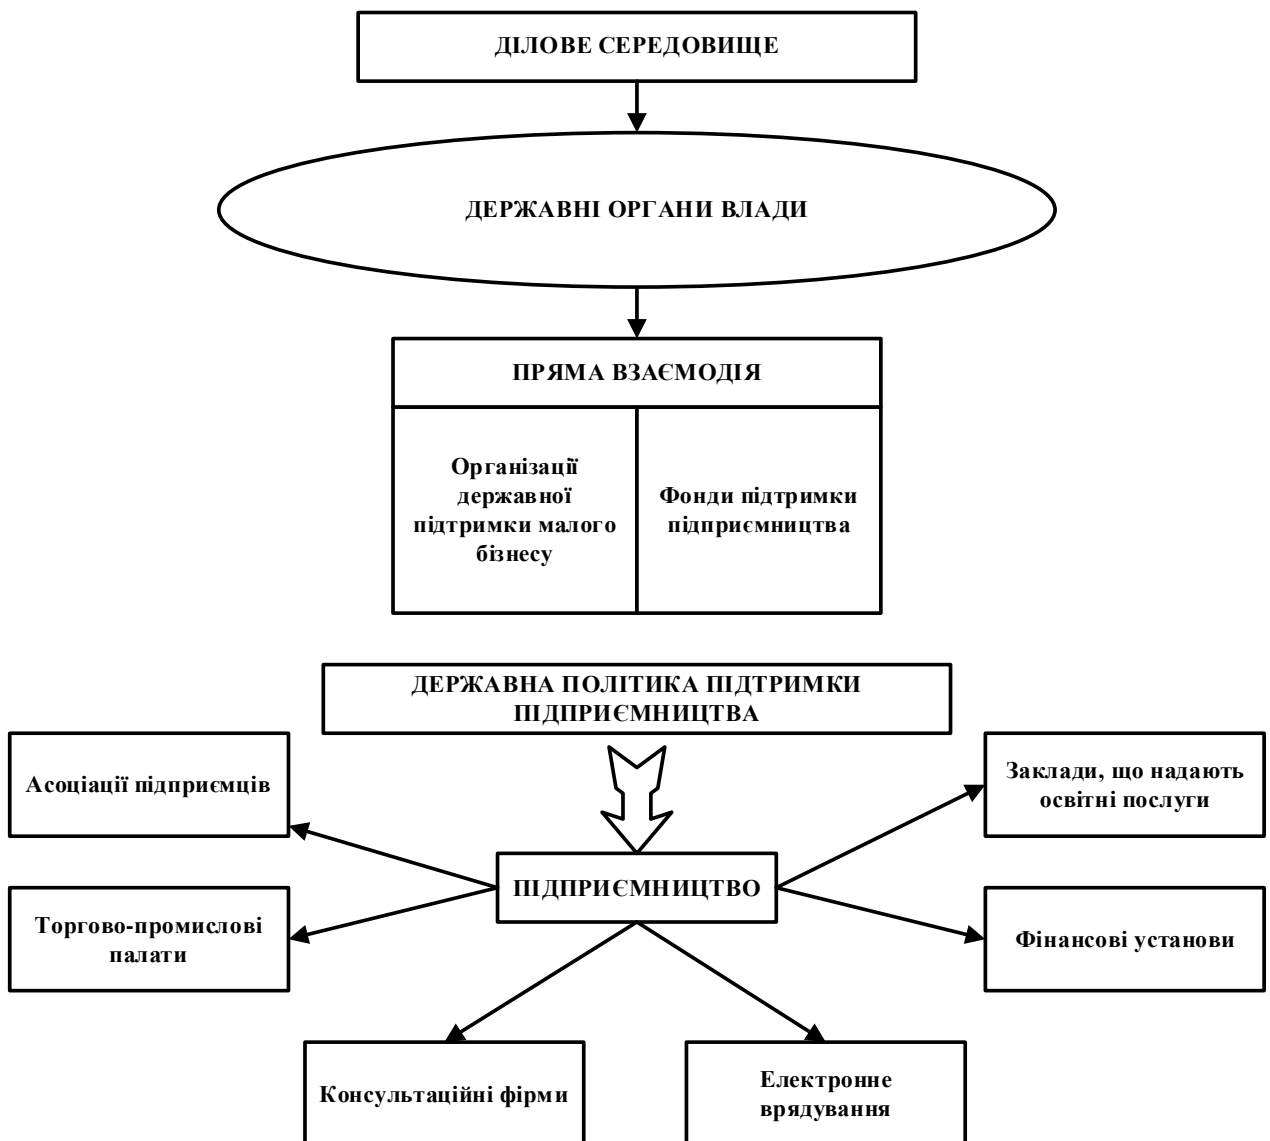 ДІЛОВЕ СЕРЕДОВИЩЕ
ДЕРЖАВНІ ОРГАНИ ВЛАДИ
ПРЯМА ВЗАЄМОДІЯ
Організації
державної
підтримки малого
бізнесу
Фонди підтримки
підприємництва
ДЕРЖАВНА ПОЛІТИКА ПІДТРИМКИ
ПІДПРИЄМНИЦТВА
Асоціації підприємців
Заклади, що надають
освітні послуги
ПІДПРИЄМНИЦТВО
Торгово-промислові
палати
Фінансові установи
Консультаційні фірми
Електронне
врядування